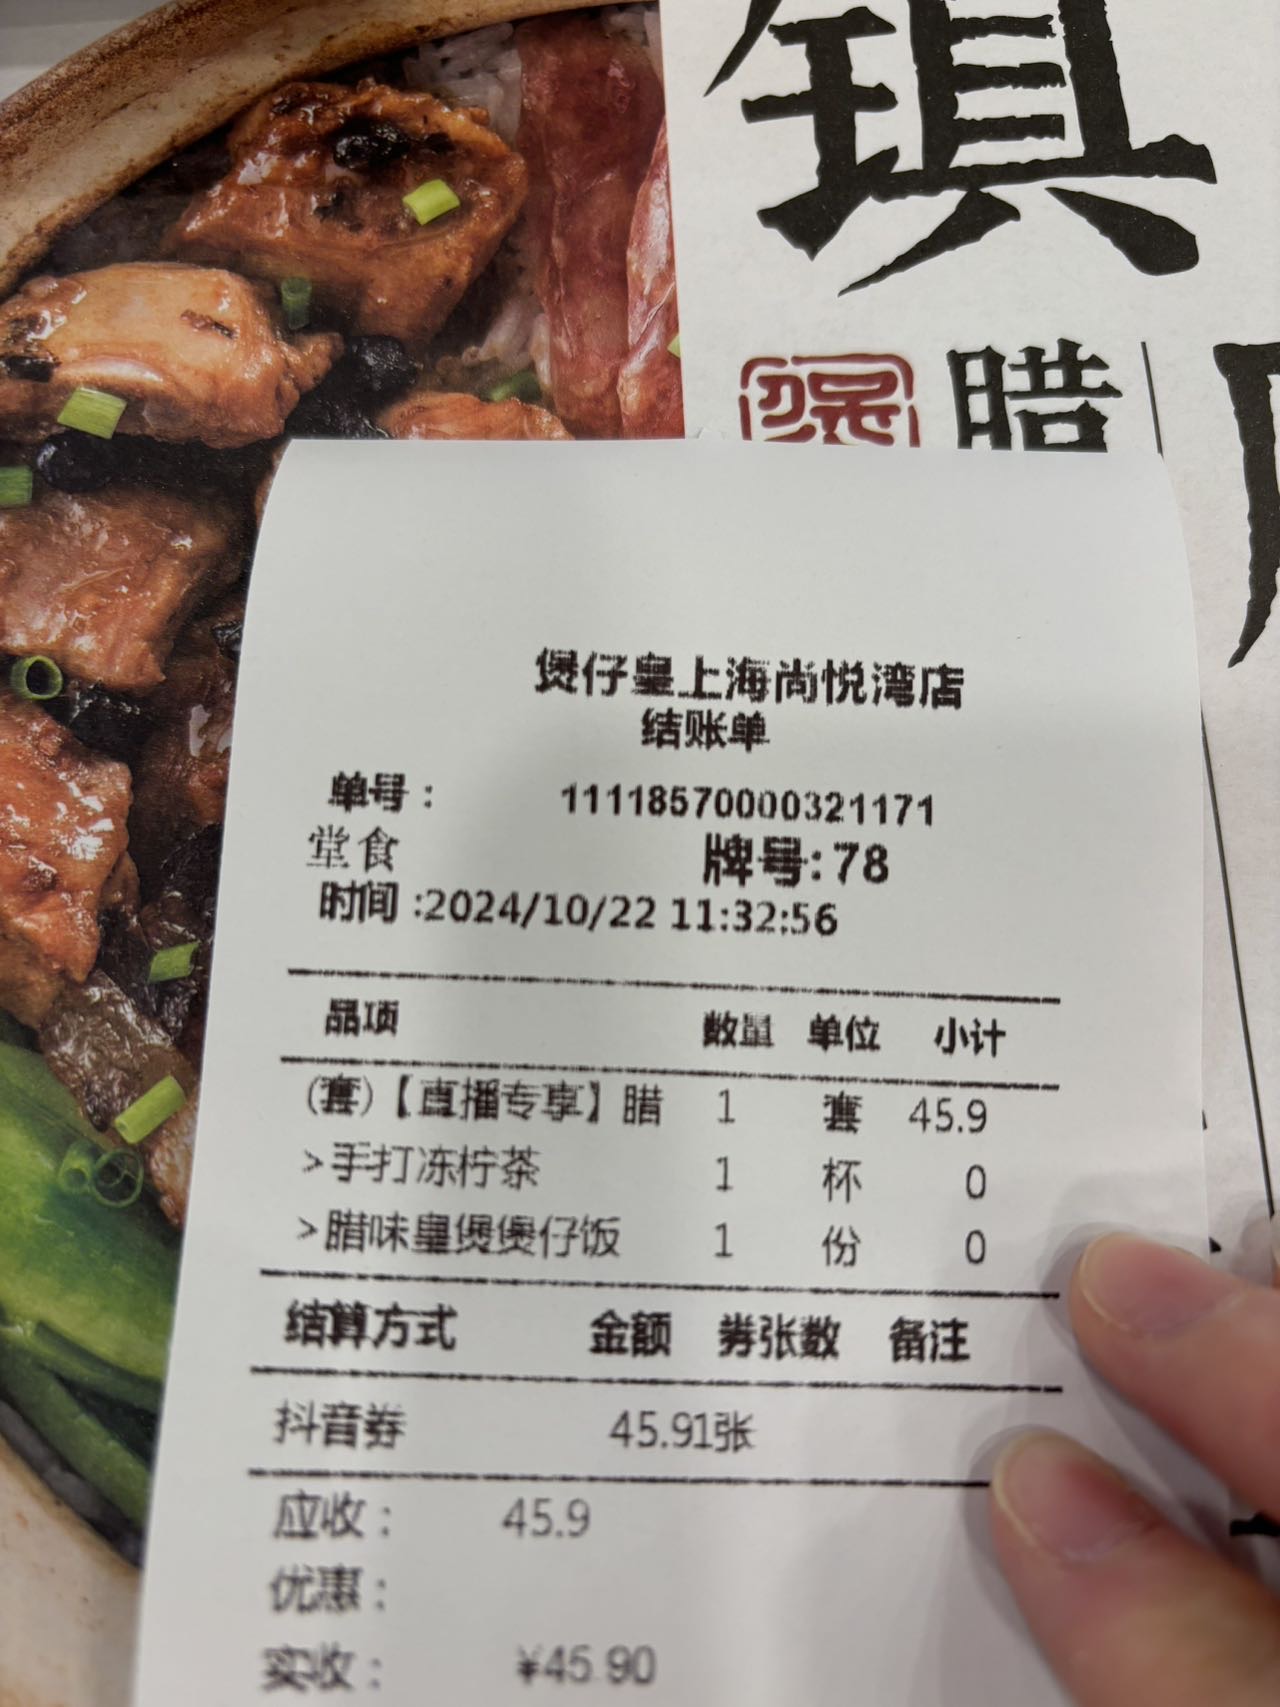 镇
煲 腊
煲仔皇上海尚悦湾店
结账单
单号： 11118570000321171
堂食 牌号:78
时间 :2024/10/22 11:32:56
品项 数量 单位 小计
(套)【直播专享】腊 1 套 45.9
>手打冻柠茶 1 杯 0
>腊味皇煲煲仔饭 1 份 0
结算方式 金额 券张数 备注
抖音券 45.91张
应收： 45.9
优惠：
实收： ¥45.90